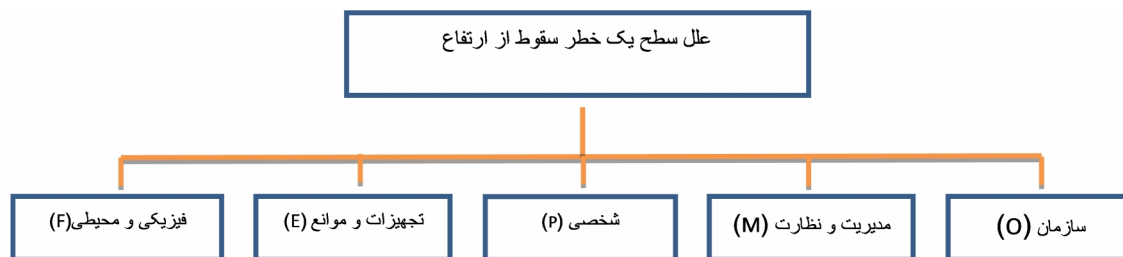 علل سطح یک خطر سقوط از ارتفاع
سازمان (O)
مدیریت و نظارت (M)
شخصی (P)
تجهیزات و موانع (E)
فیزیکی و محیطی(F)